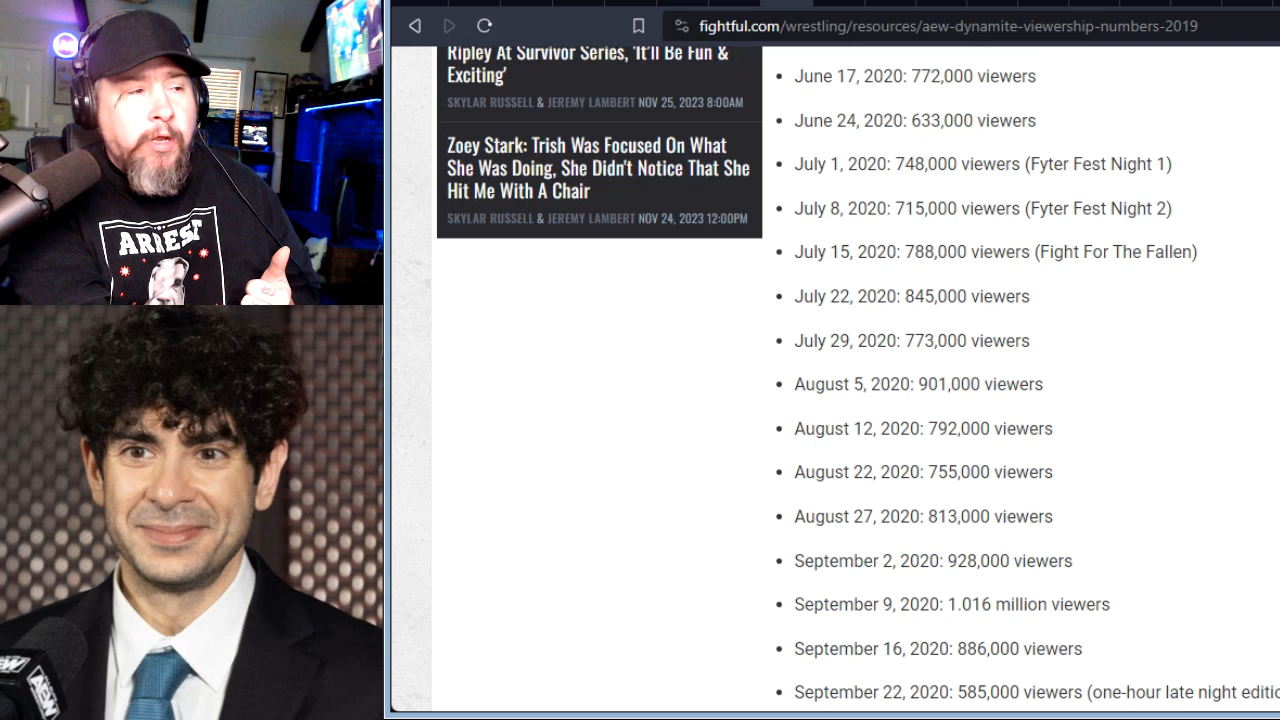 fightful.com/wrestling/resources/aew-dynamite-viewership-numbers-2019
ARREST
Ripley At Survivor Series, 'It'll Be Fun &
Exciting'
SKYLAR RUSSELL & JEREMY LAMBERT NOV 25, 2023 8:00AM
Zoey Stark: Trish Was Focused On What
She Was Doing, She Didn't Notice That She
Hit Me With A Chair
SKYLAR RUSSELL & JEREMY LAMBERT NOV 24, 2023 12:00PM
June 17, 2020: 772,000 viewers
June 24, 2020: 633,000 viewers
July 1, 2020: 748,000 viewers (Fyter Fest Night 1)
July 8, 2020: 715,000 viewers (Fyter Fest Night 2)
July 15, 2020: 788,000 viewers (Fight For The Fallen)
July 22, 2020: 845,000 viewers
July 29, 2020: 773,000 viewers
August 5, 2020: 901,000 viewers
August 12, 2020: 792,000 viewers
August 22, 2020: 755,000 viewers
August 27, 2020: 813,000 viewers
September 2, 2020: 928,000 viewers
September 9, 2020: 1.016 million viewers
September 16, 2020: 886,000 viewers
September 22, 2020: 585,000 viewers (one-hour late night editi
AEW